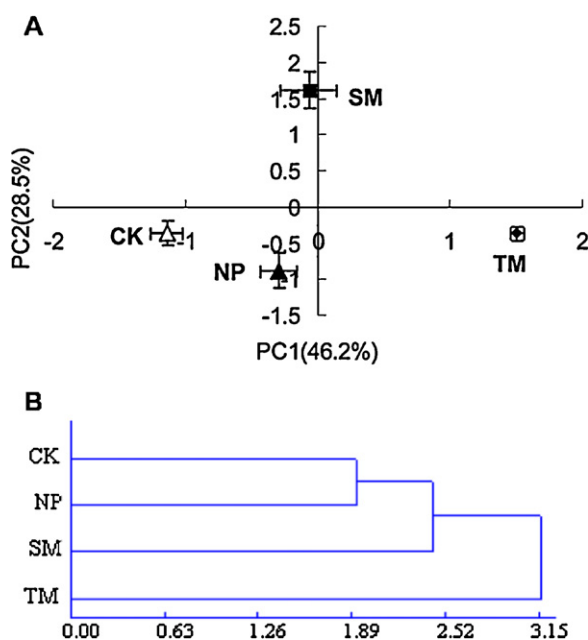 A
2.5
2
1.5
SM
1
0.5
0
-2
-1
0
1
2
CK
-0.5
TM
NP
-1
-1.5
PC2(28.5%)
PC1(46.2%)
B
CK
NP
SM
TM
0.00 0.63 1.26 1.89 2.52 3.15